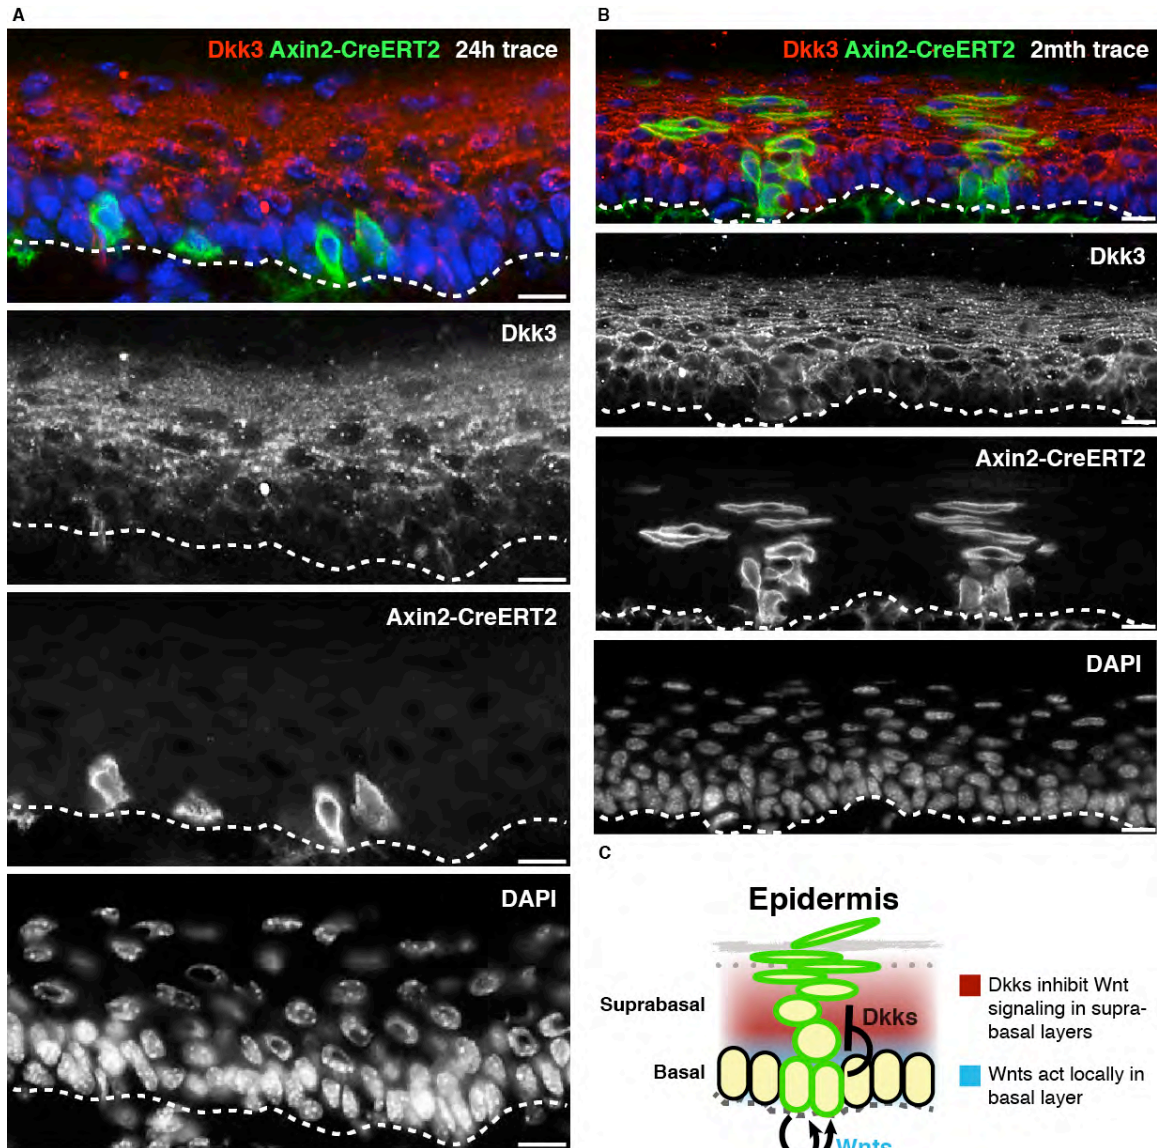 A
Dkk3 Axin2-CreERT2 24h trace
Dkk3
Axin2-CreERT2
DAPI
B
Dkk3 Axin2-CreERT2 2mth trace
Dkk3
Axin2-CreERT2
DAPI
C
Epidermis
Suprabasal
Basal
Dkks
Wnts
Dkks inhibit Wnt
signaling in supra-
basal layers
Wnts act locally in
basal layer